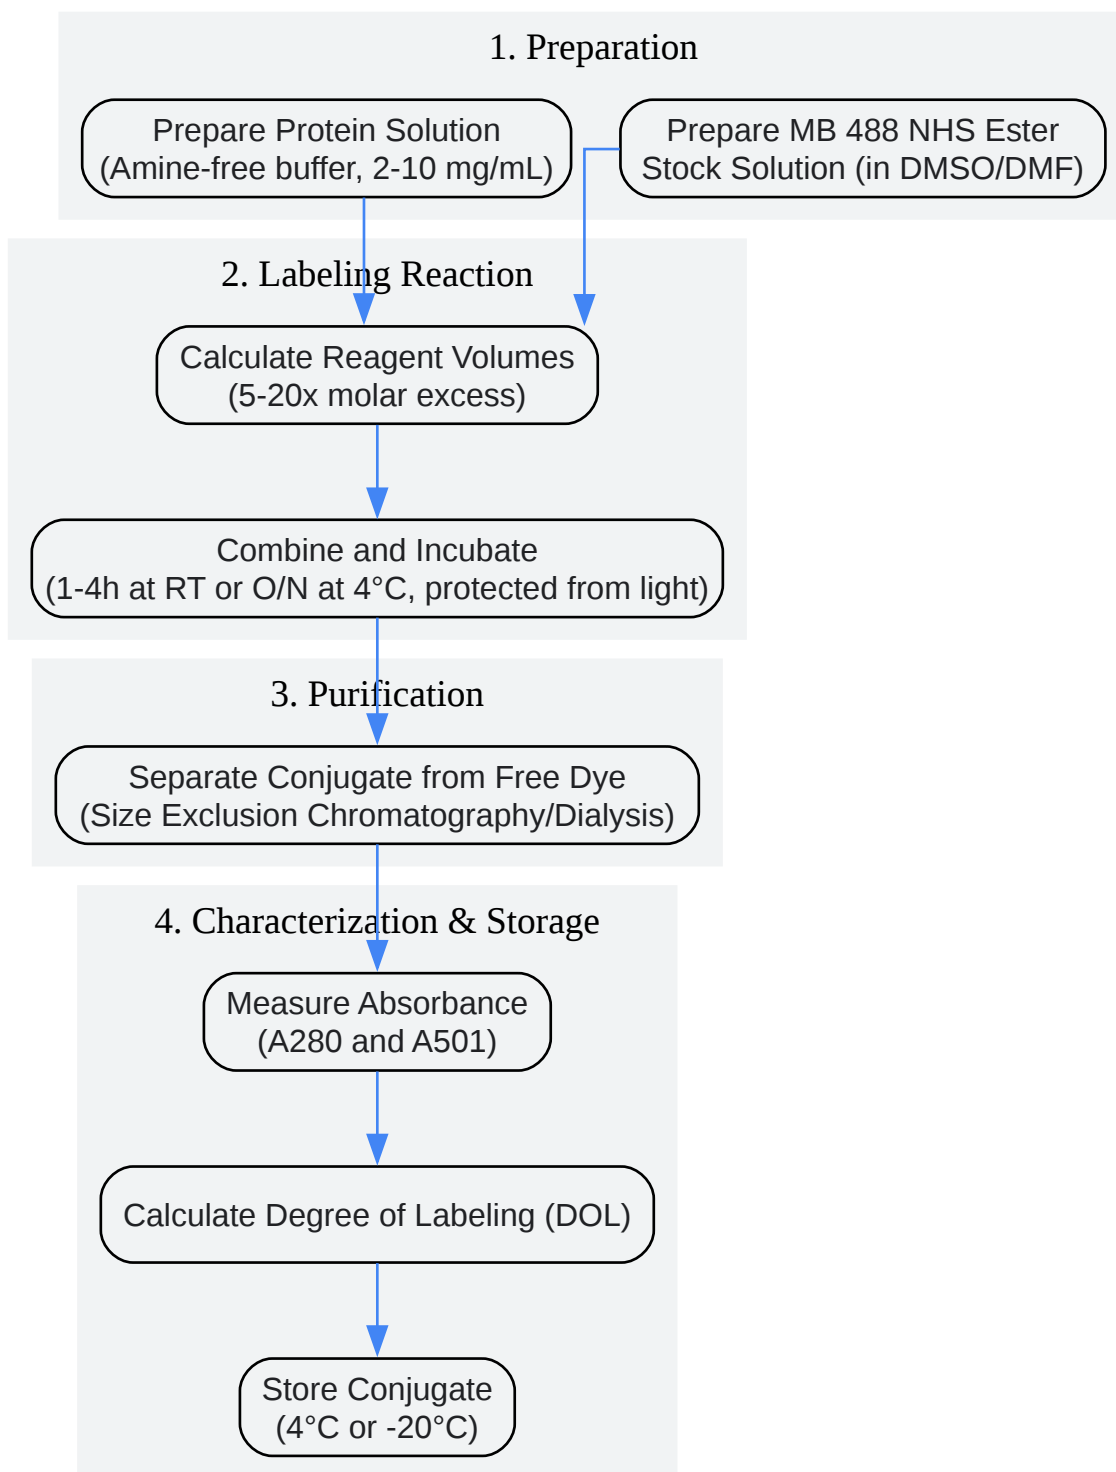 1. Preparation
Prepare Protein Solution
(Amine-free buffer, 2-10 mg/mL)
Prepare MB 488 NHS Ester
Stock Solution (in DMSO/DMF)
2. Labeling Reaction
Calculate Reagent Volumes
(5-20x molar excess)
Combine and Incubate
(1-4h at RT or O/N at 4°C, protected from light)
3. Purification
Separate Conjugate from Free Dye
(Size Exclusion Chromatography/Dialysis)
4. Characterization & Storage
Measure Absorbance
(A280 and A501)
Calculate Degree of Labeling (DOL)
Store Conjugate
(4°C or -20°C)